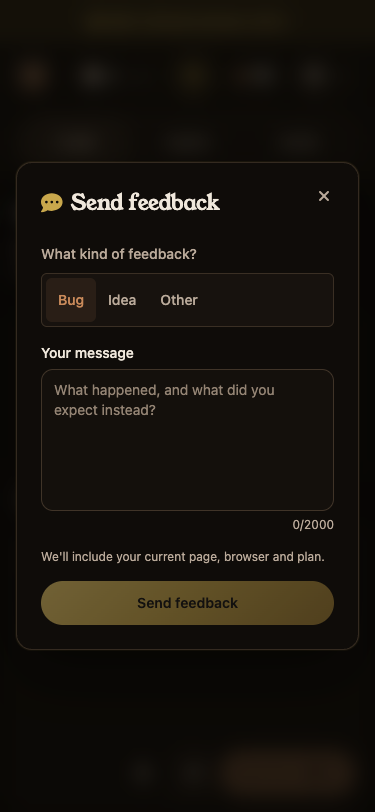 Send feedback
What kind of feedback?
Bug Idea Other
Your message
What happened, and what did you
expect instead?
0/2000
We'll include your current page, browser and plan.
Send feedback